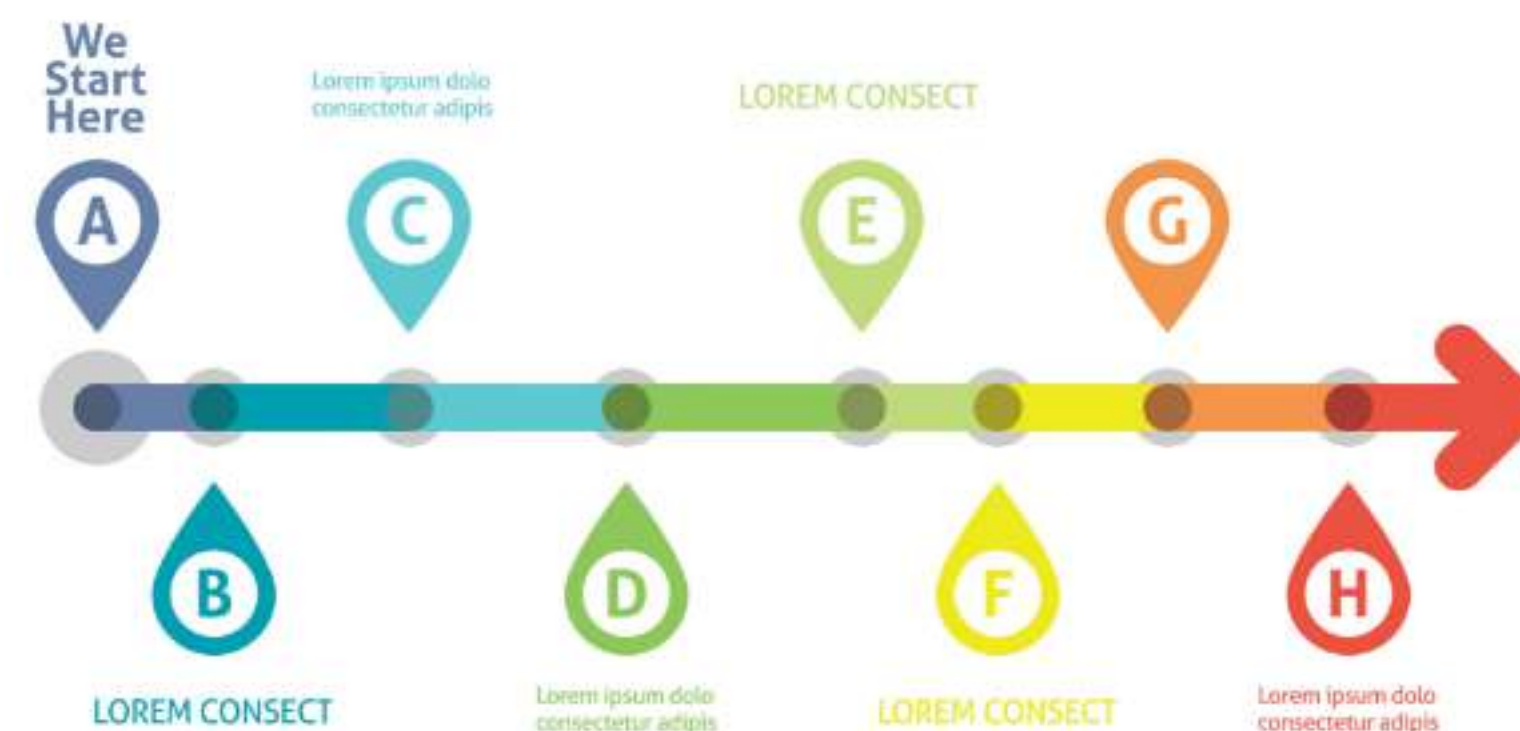 We
Start
Here
A
Lorem ipsum dolo
consectetur adipis
C
LOREM CONSECT
E
G
B
LOREM CONSECT
D
Lorem ipsum dolo
consectetur adipis
F
LOREM CONSECT
H
Lorem ipsum dolo
consectetur adipis